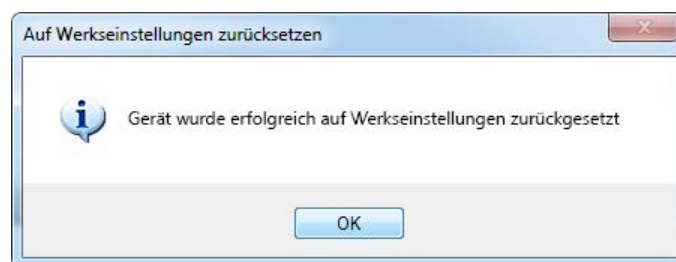 Auf Werkseinstellungen zurücksetzen
Gerät wurde erfolgreich auf Werkseinstellungen zurückgesetzt
OK